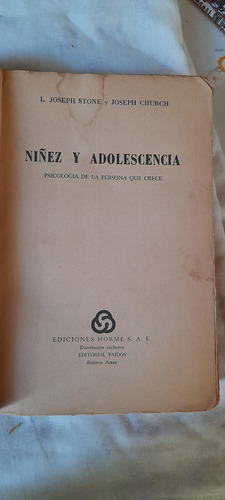 L. JOSEPH STONE y JOSEPH CHURCH
NIÑEZ Y ADOLESCENCIA
PSICOLOGIA DE LA PERSONA QUE CRECE
EDICIONES HORME S. A. E.
Distribución exclusiva
EDITORIAL PAIDOS
Buenos Aires